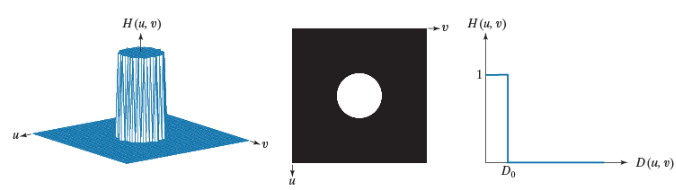 H(u, v)
u
v
v
u
H(u, v)
1
D₀
D(u, v)